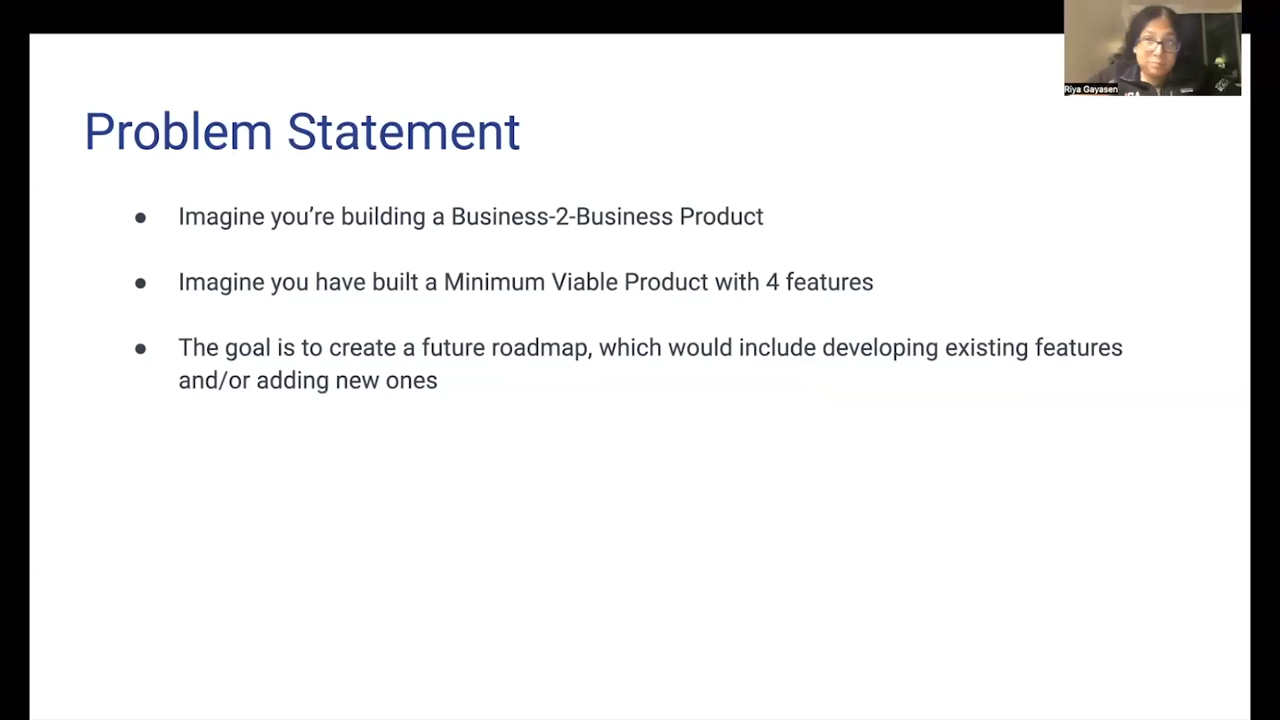 Riya Gayasen
Problem Statement
● Imagine you’re building a Business-2-Business Product
● Imagine you have built a Minimum Viable Product with 4 features
● The goal is to create a future roadmap, which would include developing existing features
and/or adding new ones